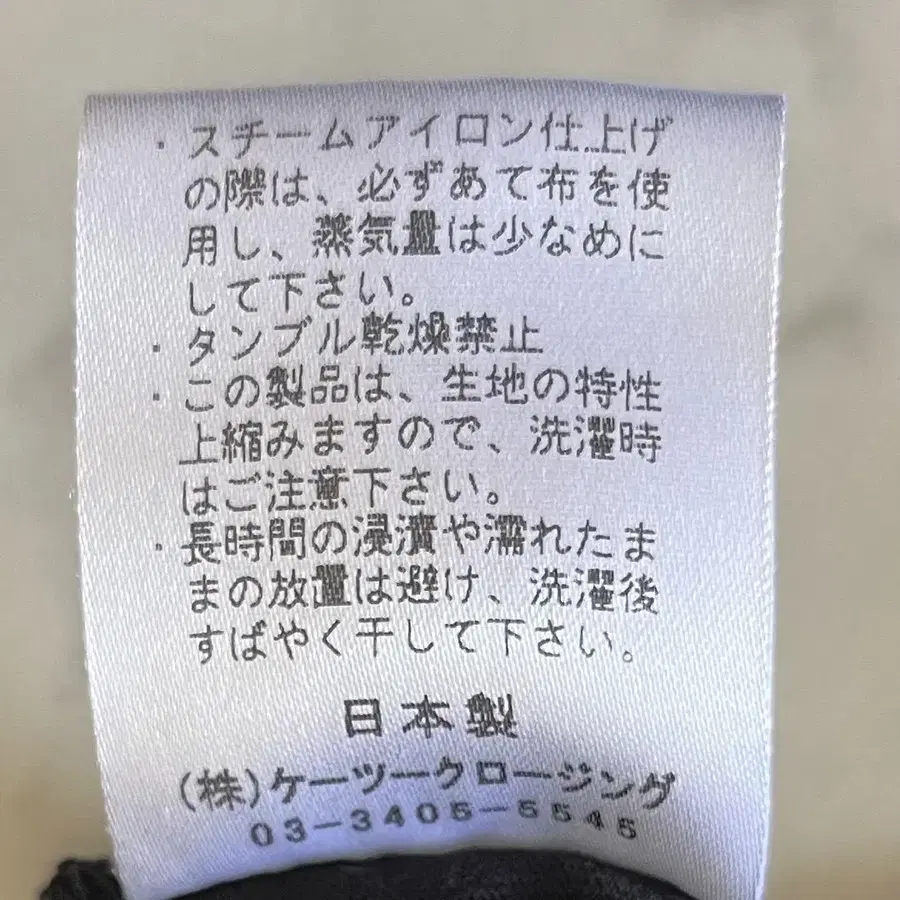 ・スチームアイロン仕上げ
の際は、必ずあて布を使
用し、蒸気量は少なめに
して下さい。
・タンブル乾燥禁止
・この製品は、生地の特性
上縮みますので、洗濯時
はご注意下さい。
・長時間の浸漬や濡れたま
まの放置は避け、洗濯後
すばやく干して下さい。
日本製
(株)ケーツークロージング
03-3405-5545